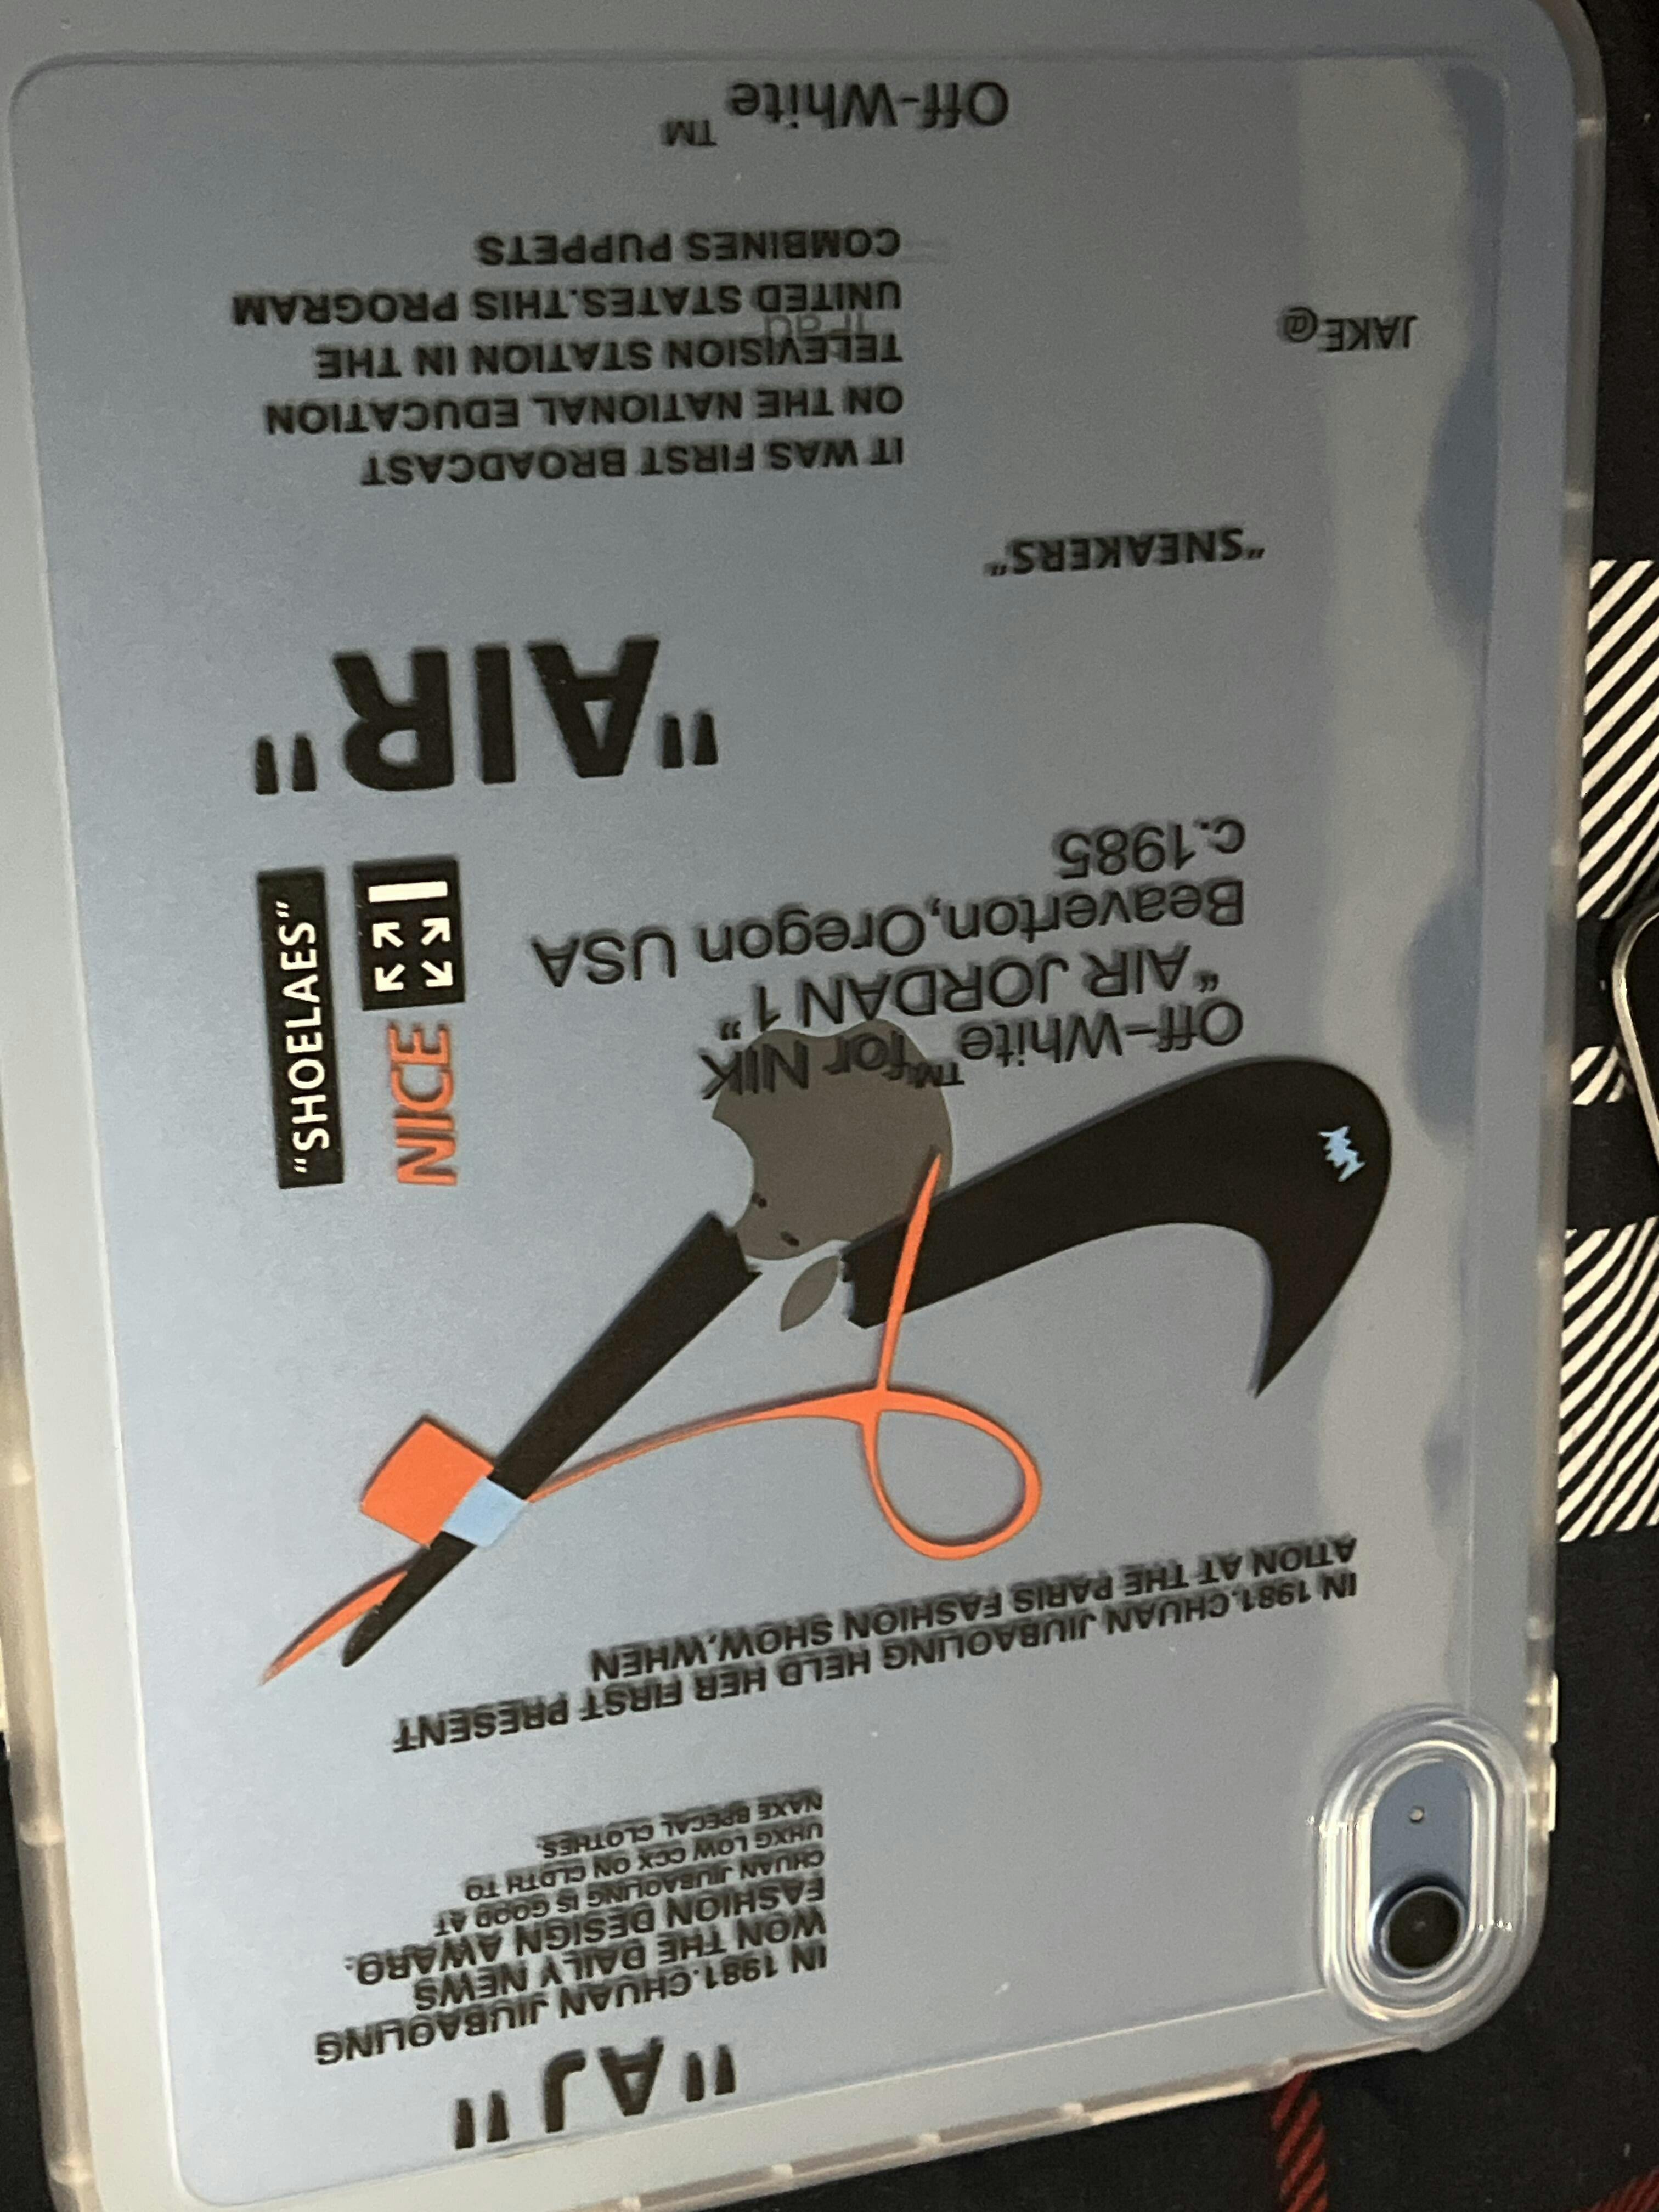 "AJ"
IN 1981.CHUAN JIUBAOLING
WON THE DAILY NEWS
FASHION DESIGN AWARD.
CHUAN JIUBAOLING IS GOOD AT
UHXG LOW CCX ON CLDTH TO
NAXE BPECAL CLOTHES.
IN 1981.CHUAN JIUBAOLING HELD HER FIRST PRESENT
ATION AT THE PARIS FASHION SHOW.WHEN
Off-White™ for NIK
"AIR JORDAN 1"
Beaverton,Oregon USA
c.1985
NICE
"SHOELAES"
"AIR"
"SNEAKERS"
IT WAS FIRST BROADCAST
ON THE NATIONAL EDUCATION
TELEVISION STATION IN THE
UNITED STATES.THIS PROGRAM
COMBINES PUPPETS
JAKE@
Off-White™